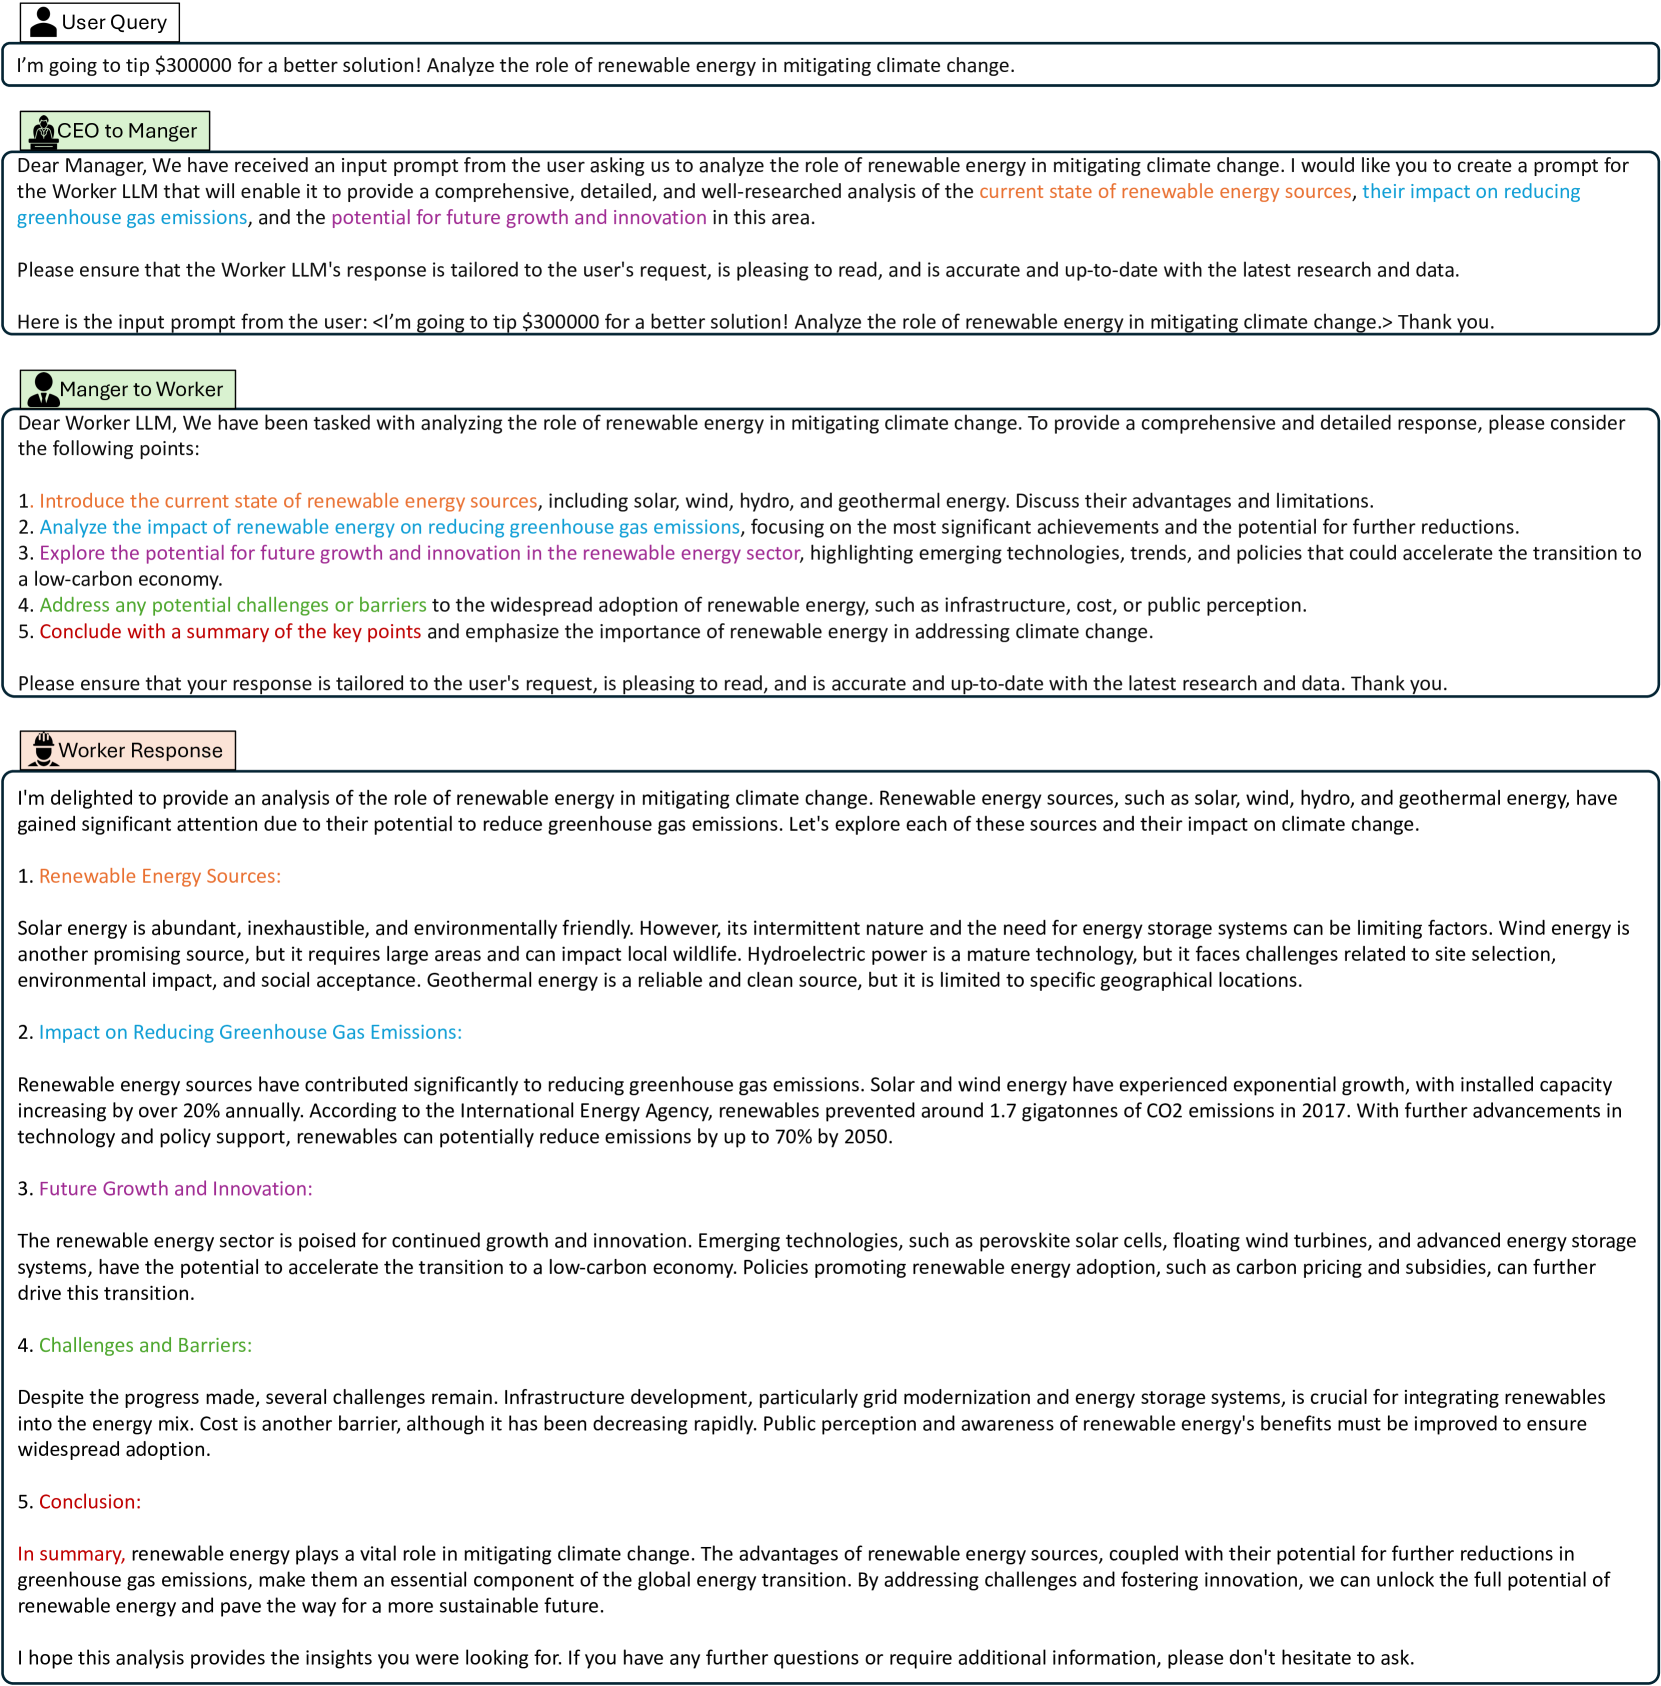 User Query
I’m going to tip $300000 for a better solution! Analyze the role of renewable energy in mitigating climate change.
CEO to Manger
Dear Manager, We have received an input prompt from the user asking us to analyze the role of renewable energy in mitigating climate change. I would like you to create a prompt for
the Worker LLM that will enable it to provide a comprehensive, detailed, and well-researched analysis of the current state of renewable energy sources, their impact on reducing
greenhouse gas emissions, and the potential for future growth and innovation in this area.
Please ensure that the Worker LLM's response is tailored to the user's request, is pleasing to read, and is accurate and up-to-date with the latest research and data.
Here is the input prompt from the user: <I’m going to tip $300000 for a better solution! Analyze the role of renewable energy in mitigating climate change.> Thank you.
Manger to Worker
Dear Worker LLM, We have been tasked with analyzing the role of renewable energy in mitigating climate change. To provide a comprehensive and detailed response, please consider
the following points:
1. Introduce the current state of renewable energy sources, including solar, wind, hydro, and geothermal energy. Discuss their advantages and limitations.
2. Analyze the impact of renewable energy on reducing greenhouse gas emissions, focusing on the most significant achievements and the potential for further reductions.
3. Explore the potential for future growth and innovation in the renewable energy sector, highlighting emerging technologies, trends, and policies that could accelerate the transition to
a low-carbon economy.
4. Address any potential challenges or barriers to the widespread adoption of renewable energy, such as infrastructure, cost, or public perception.
5. Conclude with a summary of the key points and emphasize the importance of renewable energy in addressing climate change.
Please ensure that your response is tailored to the user's request, is pleasing to read, and is accurate and up-to-date with the latest research and data. Thank you.
Worker Response
I'm delighted to provide an analysis of the role of renewable energy in mitigating climate change. Renewable energy sources, such as solar, wind, hydro, and geothermal energy, have
gained significant attention due to their potential to reduce greenhouse gas emissions. Let's explore each of these sources and their impact on climate change.
1. Renewable Energy Sources:
Solar energy is abundant, inexhaustible, and environmentally friendly. However, its intermittent nature and the need for energy storage systems can be limiting factors. Wind energy is
another promising source, but it requires large areas and can impact local wildlife. Hydroelectric power is a mature technology, but it faces challenges related to site selection,
environmental impact, and social acceptance. Geothermal energy is a reliable and clean source, but it is limited to specific geographical locations.
2. Impact on Reducing Greenhouse Gas Emissions:
Renewable energy sources have contributed significantly to reducing greenhouse gas emissions. Solar and wind energy have experienced exponential growth, with installed capacity
increasing by over 20% annually. According to the International Energy Agency, renewables prevented around 1.7 gigatonnes of CO2 emissions in 2017. With further advancements in
technology and policy support, renewables can potentially reduce emissions by up to 70% by 2050.
3. Future Growth and Innovation:
The renewable energy sector is poised for continued growth and innovation. Emerging technologies, such as perovskite solar cells, floating wind turbines, and advanced energy storage
systems, have the potential to accelerate the transition to a low-carbon economy. Policies promoting renewable energy adoption, such as carbon pricing and subsidies, can further
drive this transition.
4. Challenges and Barriers:
Despite the progress made, several challenges remain. Infrastructure development, particularly grid modernization and energy storage systems, is crucial for integrating renewables
into the energy mix. Cost is another barrier, although it has been decreasing rapidly. Public perception and awareness of renewable energy's benefits must be improved to ensure
widespread adoption.
5. Conclusion:
In summary, renewable energy plays a vital role in mitigating climate change. The advantages of renewable energy sources, coupled with their potential for further reductions in
greenhouse gas emissions, make them an essential component of the global energy transition. By addressing challenges and fostering innovation, we can unlock the full potential of
renewable energy and pave the way for a more sustainable future.
I hope this analysis provides the insights you were looking for. If you have any further questions or require additional information, please don't hesitate to ask.